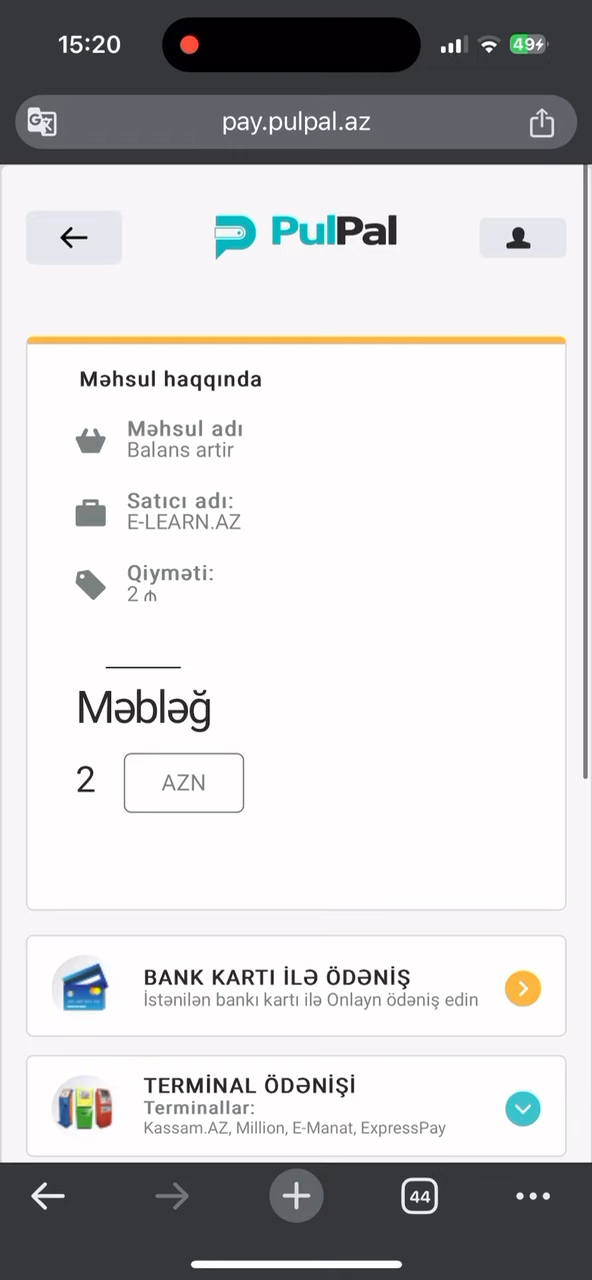 15:20
49
pay.pulpal.az
PulPal
Məhsul haqqında
Məhsul adı
Balans artir
Satıcı adı:
E-LEARN.AZ
Qiyməti:
2 ₼
Məbləğ
2 AZN
BANK KARTI İLƏ ÖDƏNİŞ
İstənilən bankı kartı ilə Onlayn ödəniş edin
TERMİNAL ÖDƏNİŞİ
Terminallar:
Kassam.AZ, Million, E-Manat, ExpressPay
44